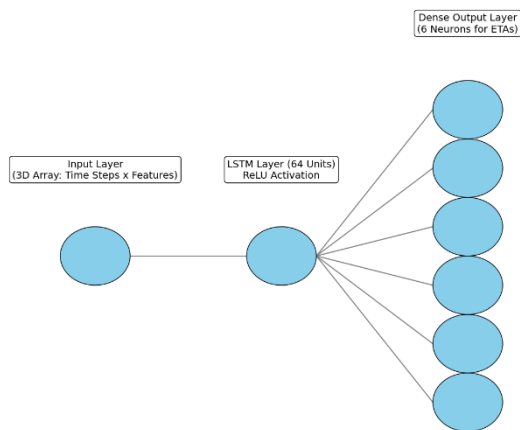 Dense Output Layer
(6 Neurons for ETAs)
Input Layer
(3D Array: Time Steps x Features)
LSTM Layer (64 Units)
ReLU Activation